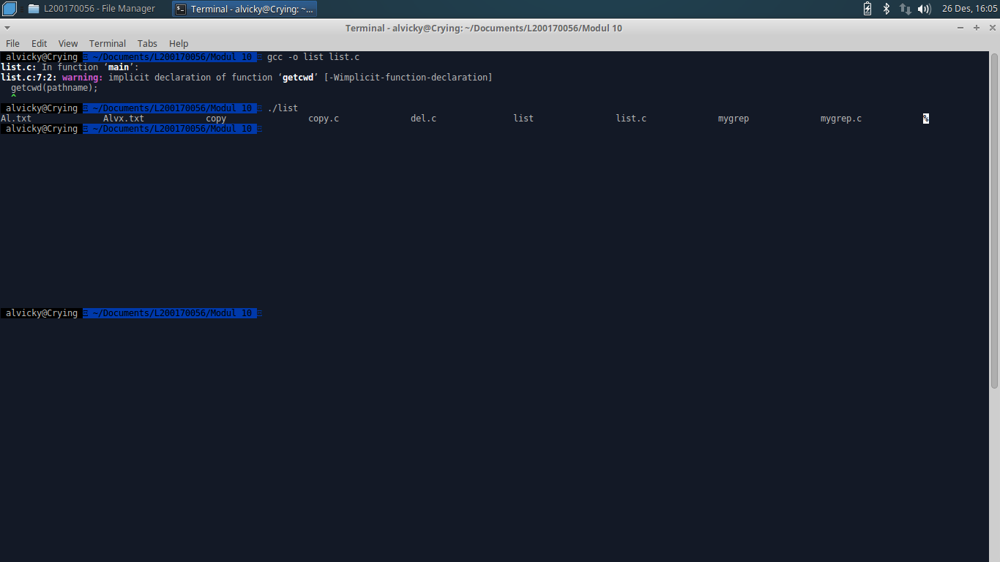 L200170056 - File Manager Terminal - alvicky@Crying: ~... 26 Des, 16:05
Terminal - alvicky@Crying: ~/Documents/L200170056/Modul 10
File Edit View Terminal Tabs Help
alvicky@Crying ~/Documents/L200170056/Modul 10 gcc -o list list.c
list.c: In function ‘main’:
list.c:7:2: warning: implicit declaration of function ‘getcwd’ [-Wimplicit-function-declaration]
getcwd(pathname);
^
alvicky@Crying ~/Documents/L200170056/Modul 10 ./list
Al.txt Alvx.txt copy copy.c del.c list list.c mygrep mygrep.c %
alvicky@Crying ~/Documents/L200170056/Modul 10
alvicky@Crying ~/Documents/L200170056/Modul 10